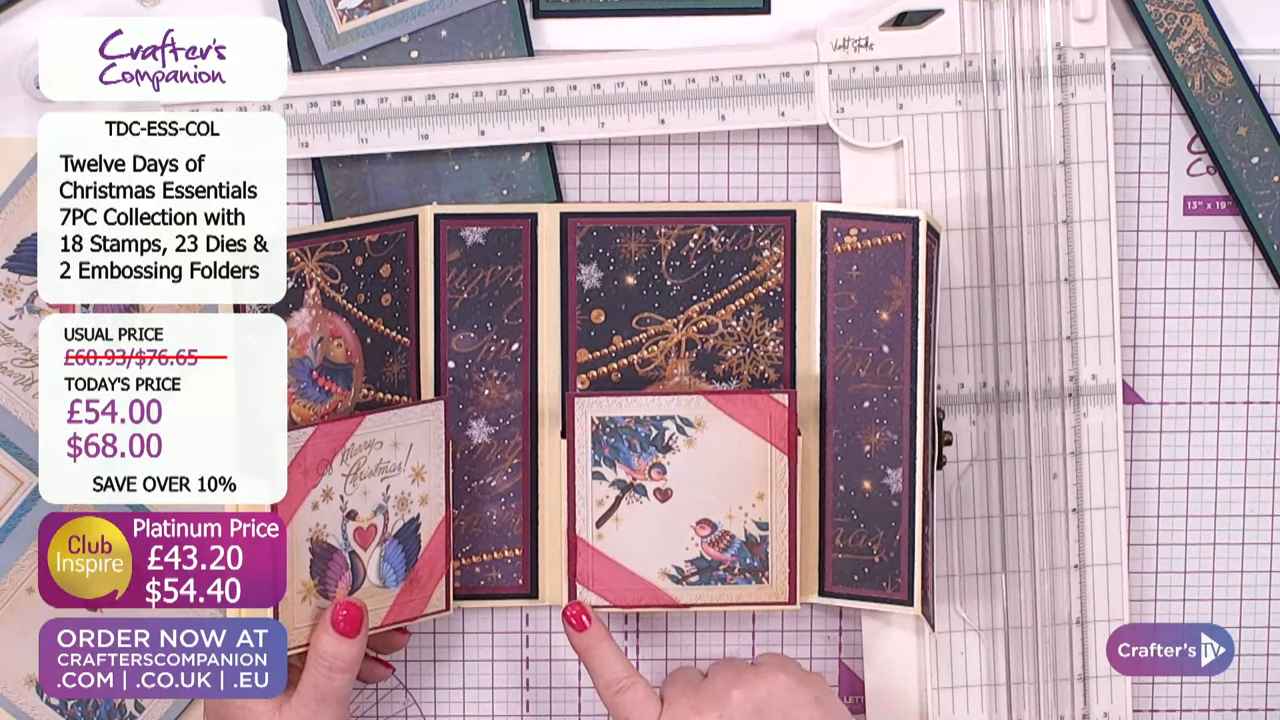 Crafter's
Companion
TDC-ESS-COL
Twelve Days of
Christmas Essentials
7PC Collection with
18 Stamps, 23 Dies &
2 Embossing Folders
USUAL PRICE
£60.93/$76.65
TODAY'S PRICE
£54.00
$68.00
SAVE OVER 10%
Club
Inspire
Platinum Price
£43.20
$54.40
ORDER NOW AT
CRAFTERSCOMPANION
.COM | .CO.UK | .EU
Merry
Christmas!
13" x 19"
Crafter's TV